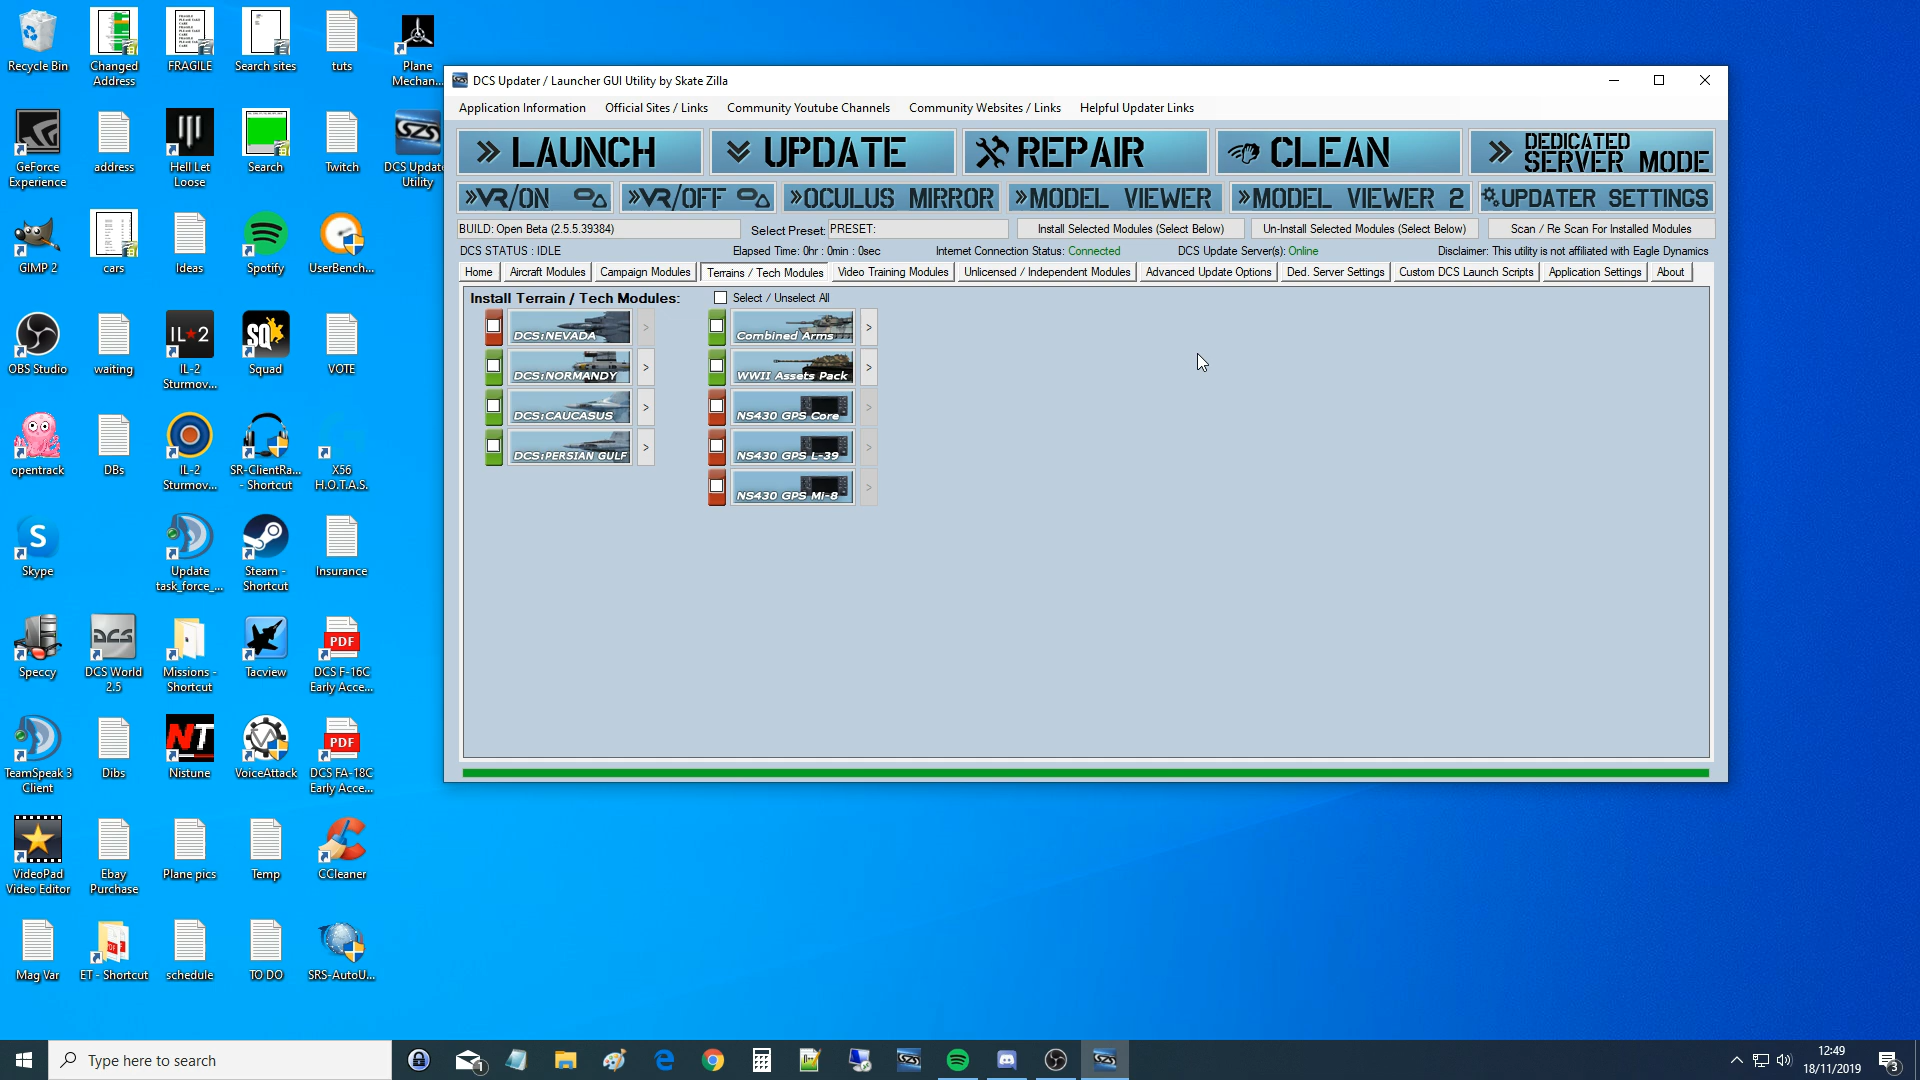 Recycle Bin
Changed Address
FRAGILE
Search sites
tuts
Plane Mechan...
GeForce Experience
address
Hell Let Loose
Search
Twitch
DCS Update Utility
GIMP 2
cars
Ideas
Spotify
UserBench...
OBS Studio
waiting
IL-2 Sturmov...
Squad
VOTE
opentrack
DBs
IL-2 Sturmov...
SR-ClientRa... - Shortcut
X56 H.O.T.A.S.
Skype
Update task_force_...
Steam - Shortcut
Insurance
Speccy
DCS World 2.5
Missions - Shortcut
Tacview
PDF
DCS F-16C Early Acce...
TeamSpeak 3 Client
Dibs
Nistune
VoiceAttack
PDF
DCS FA-18C Early Acce...
VideoPad Video Editor
Ebay Purchase
Plane pics
Temp
CCleaner
Mag Var
ET - Shortcut
schedule
TO DO
SRS-AutoU...
DCS Updater / Launcher GUI Utility by Skate Zilla
Application Information Official Sites / Links Community Youtube Channels Community Websites / Links Helpful Updater Links
LAUNCH UPDATE REPAIR CLEAN DEDICATED SERVER MODE
VR/ON VR/OFF OCULUS MIRROR MODEL VIEWER MODEL VIEWER 2 UPDATER SETTINGS
BUILD: Open Beta (2.5.5.39384) Select Preset PRESET: Install Selected Modules (Select Below) Un-Install Selected Modules (Select Below) Scan / Re Scan For Installed Modules
DCS STATUS : IDLE Elapsed Time: 0hr : 0min : 0sec Internet Connection Status: Connected DCS Update Server(s): Online Disclaimer: This utility is not affiliated with Eagle Dynamics
Home Aircraft Modules Campaign Modules Terrains / Tech Modules Video Training Modules Unlicensed / Independent Modules Advanced Update Options Ded. Server Settings Custom DCS Launch Scripts Application Settings About
Install Terrain / Tech Modules: Select / Unselect All
DCS:NEVADA > Combined Arms >
DCS:NORMANDY > WWII Assets Pack >
DCS:CAUCASUS > NS430 GPS Core >
DCS:PERSIAN GULF > NS430 GPS L-39 >
NS430 GPS Mi-8 >
Type here to search
1
12:49
18/11/2019
3